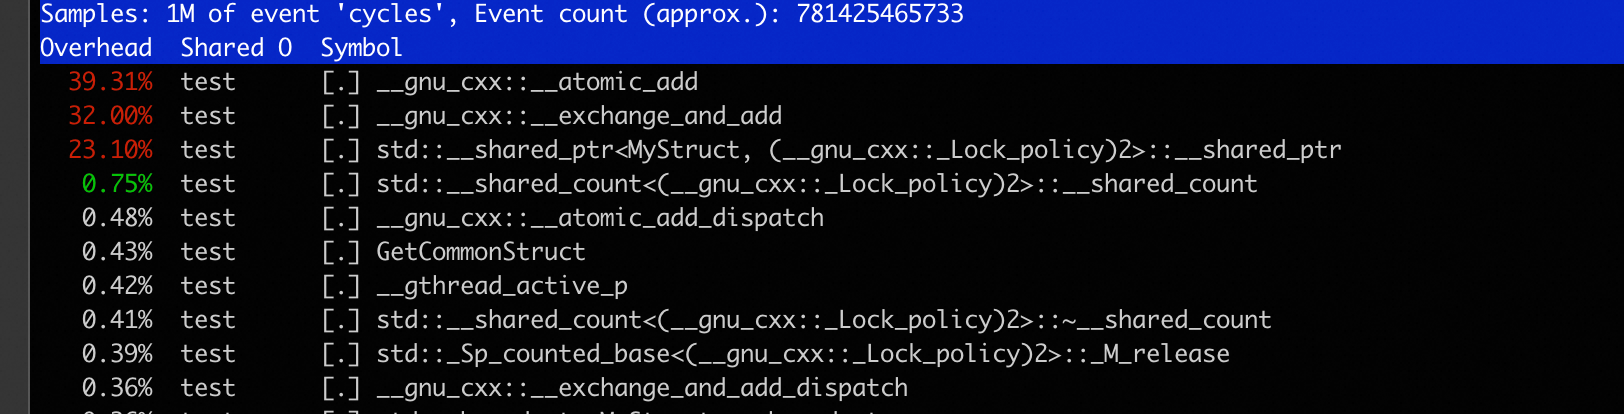 Samples: 1M of event 'cycles', Event count (approx.): 781425465733
Overhead  Shared O  Symbol
39.31%  test      [.] __gnu_cxx::__atomic_add
32.00%  test      [.] __gnu_cxx::__exchange_and_add
23.10%  test      [.] std::__shared_ptr<MyStruct, (__gnu_cxx::_Lock_policy)2>::__shared_ptr
0.75%  test      [.] std::__shared_count<(__gnu_cxx::_Lock_policy)2>::__shared_count
0.48%  test      [.] __gnu_cxx::__atomic_add_dispatch
0.43%  test      [.] GetCommonStruct
0.42%  test      [.] __gthread_active_p
0.41%  test      [.] std::__shared_count<(__gnu_cxx::_Lock_policy)2>::~__shared_count
0.39%  test      [.] std::_Sp_counted_base<(__gnu_cxx::_Lock_policy)2>::_M_release
0.36%  test      [.] __gnu_cxx::__exchange_and_add_dispatch